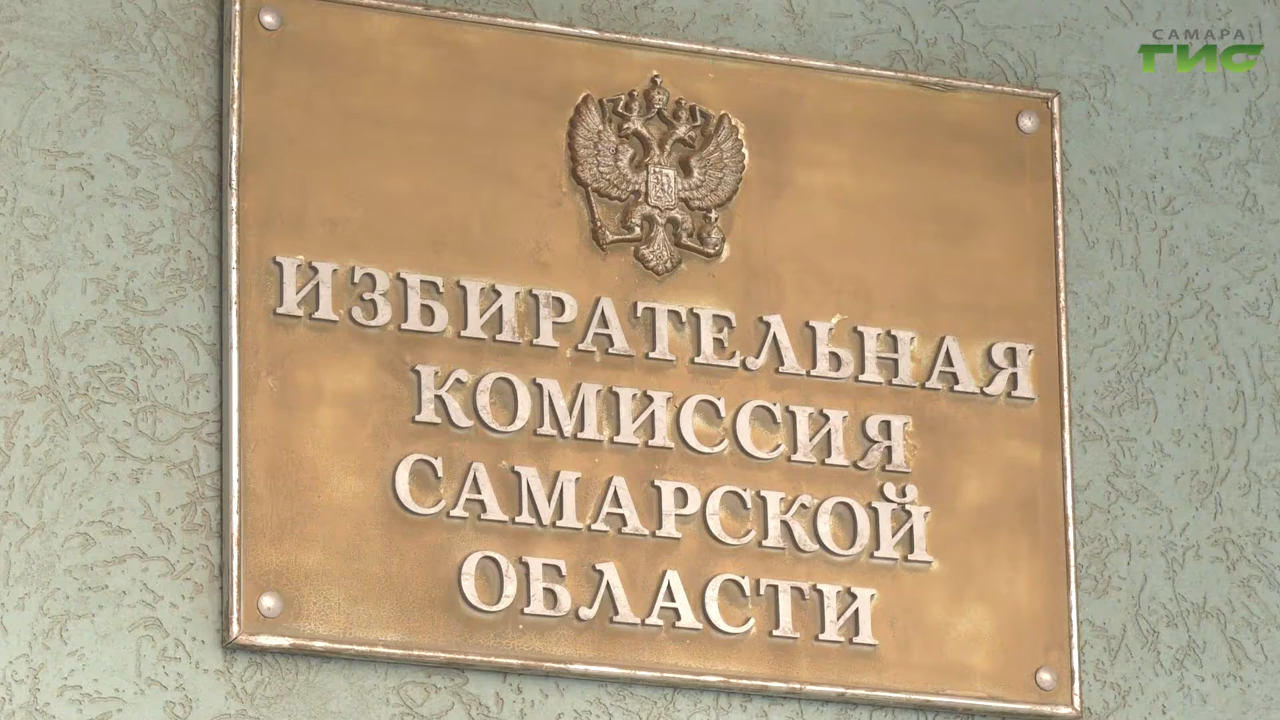 САМАРА
ГИС
ИЗБИРАТЕЛЬНАЯ
КОМИССИЯ
САМАРСКОЙ
ОБЛАСТИ